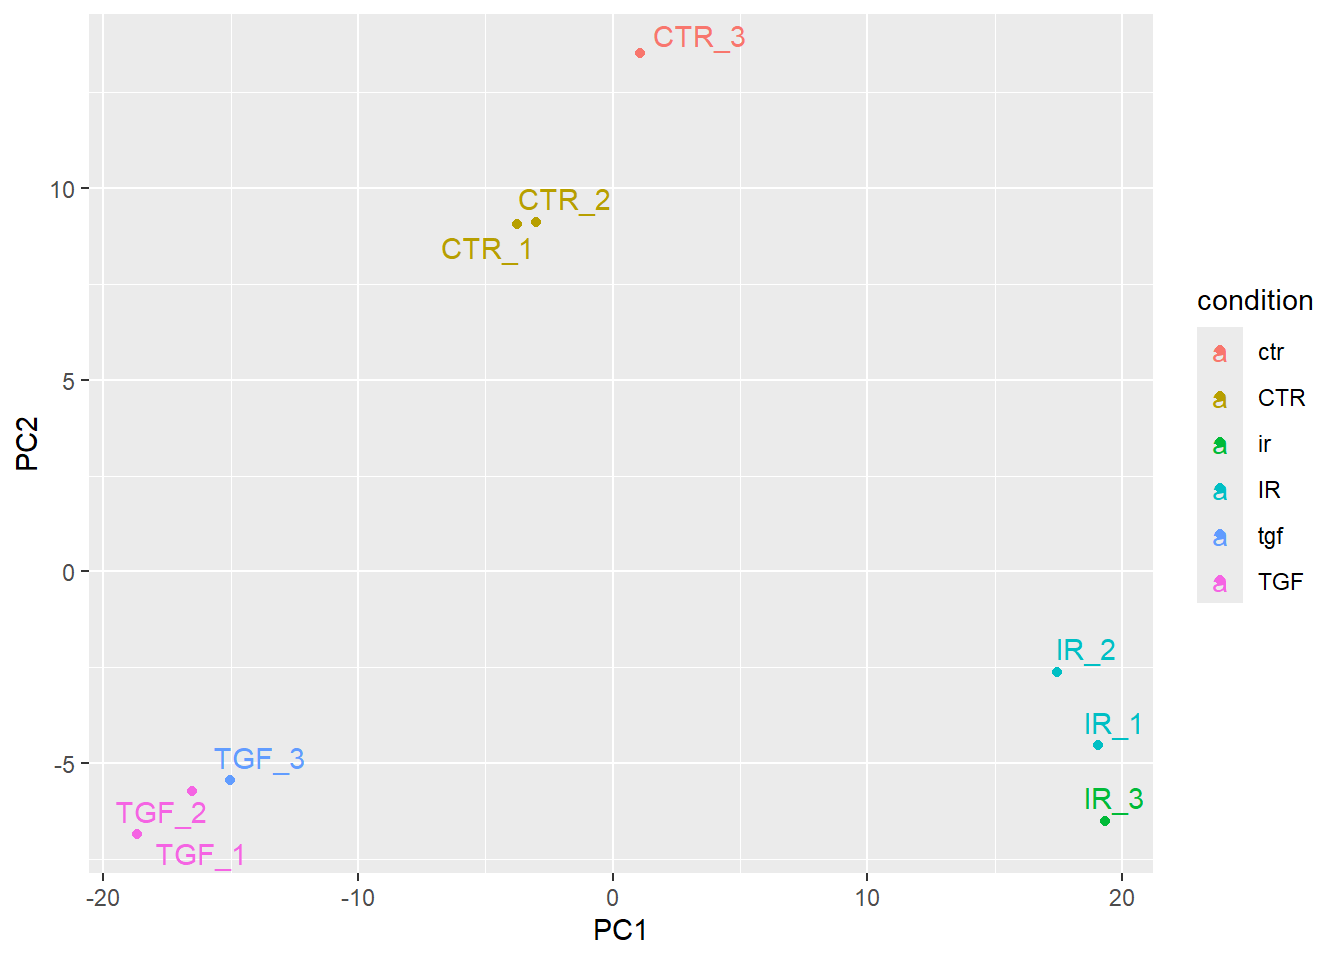 CTR_3
10
CTR_2
CTR_1
condition
a ctr
a CTR
a ir
a IR
a tgf
a TGF
5
PC2
0
IR_2
IR_1
-5
TGF_3
IR_3
TGF_2
TGF_1
-20
-10
0
10
20
PC1